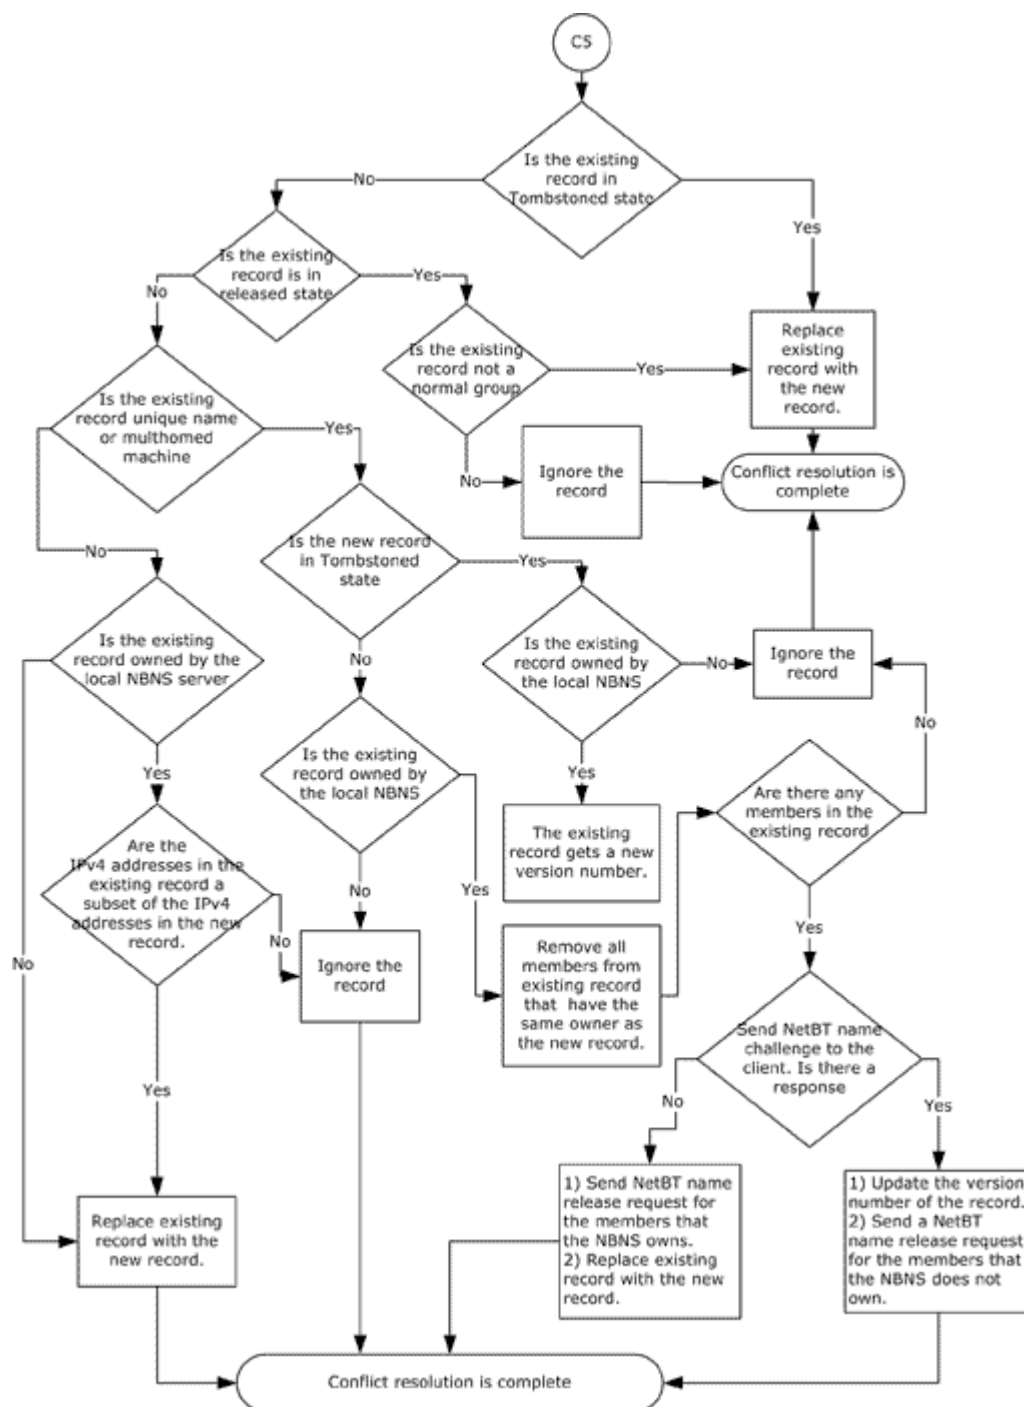 C5
Is the existing
record in
Tombstoned state
No
Yes
Is the existing
record is in
released state
Yes
No
Replace
existing
record with
the new
record.
Is the existing
record not a
normal group
Yes
Is the existing
record unique name
or multhomed
machine
Yes
No
Ignore the
record
Conflict resolution is
complete
Is the new record
in Tombstoned
state
Yes
No
Is the existing
record owned by the
local NBNS server
Is the existing
record owned by
the local NBNS
No
Ignore the
record
No
No
Is the existing
record owned by
the local NBNS
Yes
Yes
Are there any
members in the
existing record
The existing
record gets a new
version number.
Are the
IPv4 addresses in the
existing record a
subset of the IPv4
addresses in the new
record.
No
Yes
No
Yes
No
Ignore the
record
Remove all
members from
existing record
that have the
same owner as
the new record.
Send NetBT name
challenge to the
client. Is there a
response
Yes
No
Yes
1) Send NetBT name
release request for
the members that
the NBNS owns.
2) Replace existing
record with the new
record.
1) Update the version
number of the record.
2) Send a NetBT
name release request
for the members that
the NBNS does not
own.
Replace existing
record with the
new record.
Conflict resolution is complete